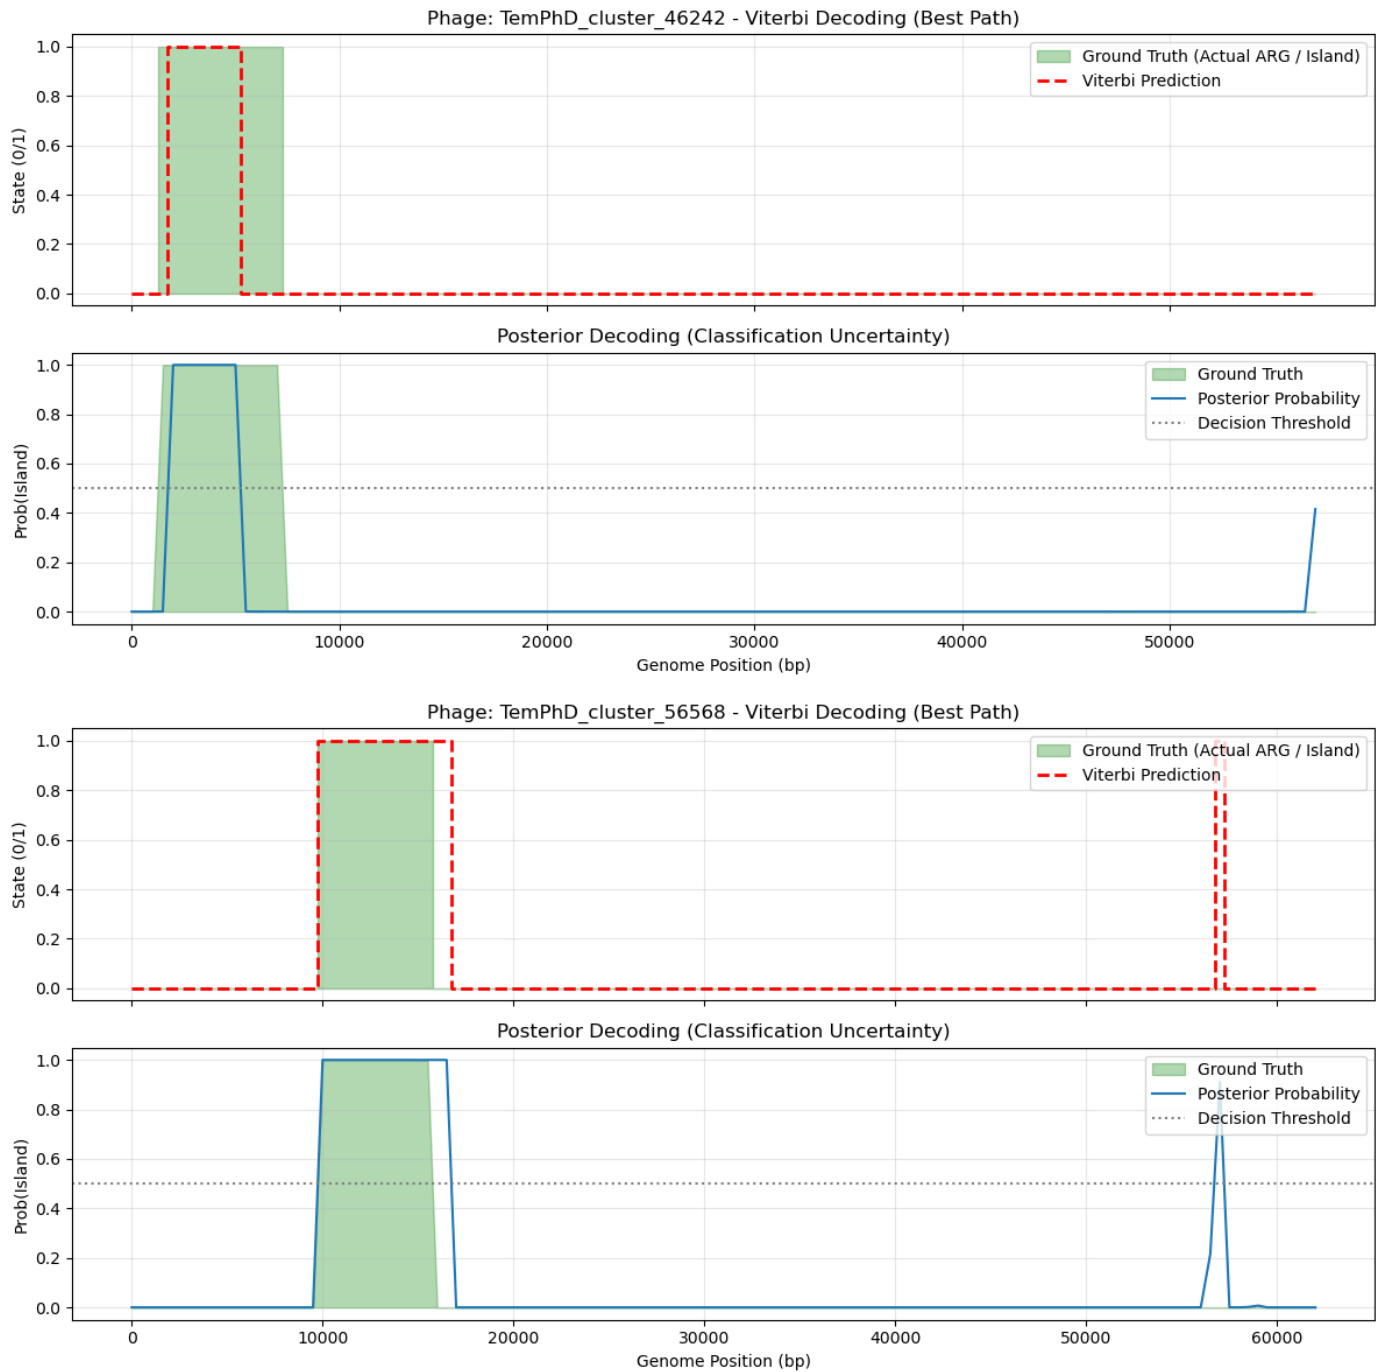 Phage: TemPhD_cluster_46242 - Viterbi Decoding (Best Path)
1.0
0.8
0.6
0.4
0.2
0.0
State (0/1)
Ground Truth (Actual ARG / Island)
Viterbi Prediction
Posterior Decoding (Classification Uncertainty)
1.0
0.8
0.6
0.4
0.2
0.0
Prob(Island)
Ground Truth
Posterior Probability
Decision Threshold
0 10000 20000 30000 40000 50000
Genome Position (bp)
Phage: TemPhD_cluster_56568 - Viterbi Decoding (Best Path)
1.0
0.8
0.6
0.4
0.2
0.0
State (0/1)
Ground Truth (Actual ARG / Island)
Viterbi Prediction
Posterior Decoding (Classification Uncertainty)
1.0
0.8
0.6
0.4
0.2
0.0
Prob(Island)
Ground Truth
Posterior Probability
Decision Threshold
0 10000 20000 30000 40000 50000 60000
Genome Position (bp)